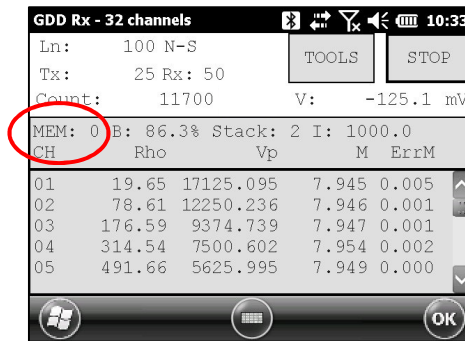 GDD Rx - 32 channels 10:33
Ln: 100 N-S
TOOLS STOP
Tx: 25 Rx: 50
Count: 11700 V: -125.1 mV
MEM: 0 B: 86.3% Stack: 2 I: 1000.0
CH Rho Vp M ErrM
01 19.65 17125.095 7.945 0.005
02 78.61 12250.236 7.946 0.001
03 176.59 9374.739 7.947 0.001
04 314.54 7500.602 7.954 0.002
05 491.66 5625.995 7.949 0.000
OK